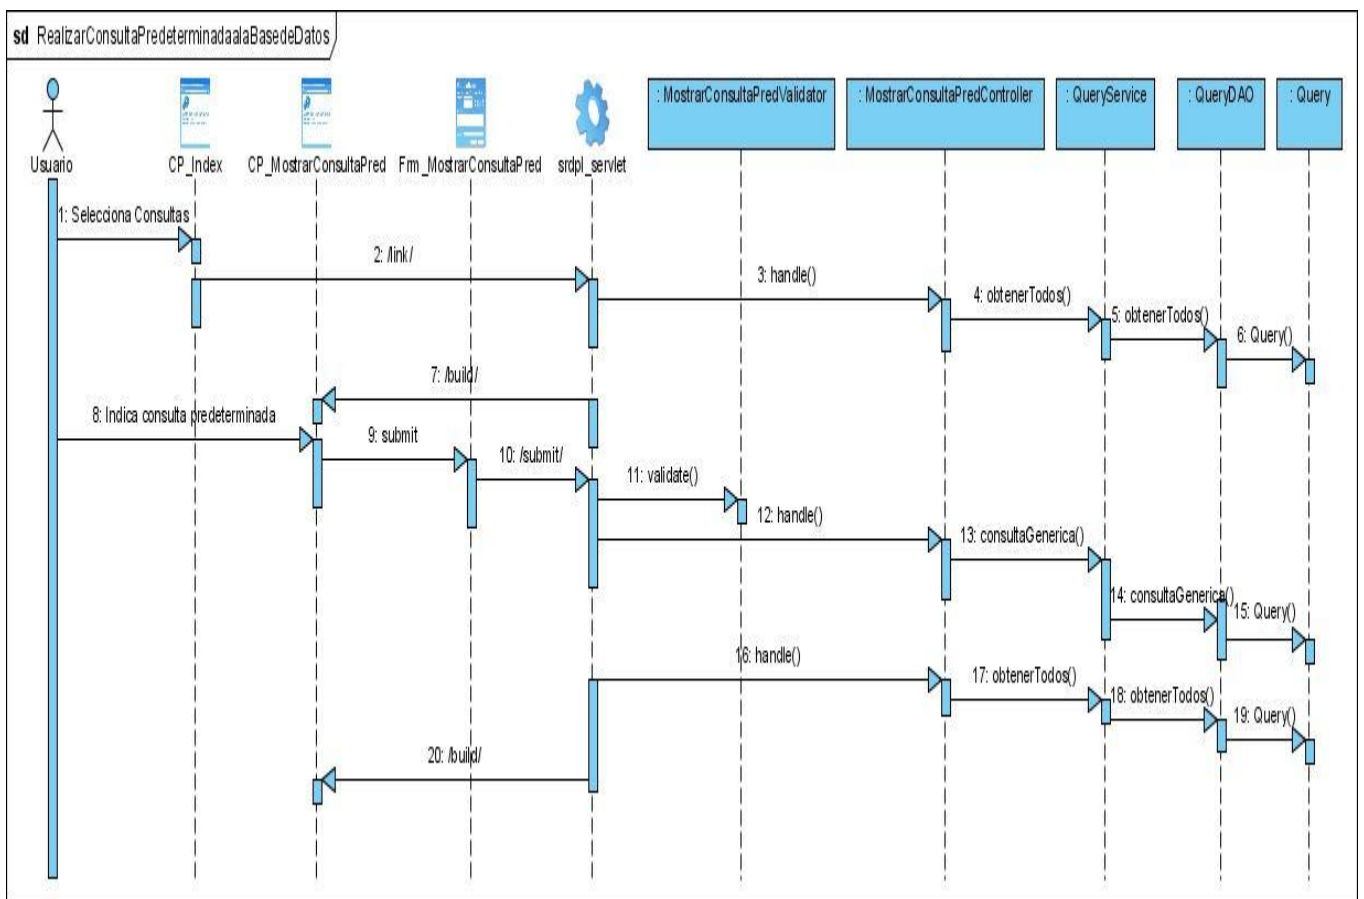 sd RealizarConsultaPredeterminadaalaBasedeDatos
Usuario
CP_Index
CP_MostrarConsultaPred
Frm_MostrarConsultaPred
srdpl_servlet
: MostrarConsultaPredValidator
: MostrarConsultaPredController
: QueryService
: QueryDAO
: Query
1: Selecciona Consultas
2: /link/
3: handle()
4: obtenerTodos()
5: obtenerTodos()
6: Query()
7: /build/
8: Indica consulta predeterminada
9: submit
10: /submit/
11: validate()
12: handle()
13: consultaGenerica()
14: consultaGenerica()
15: Query()
16: handle()
17: obtenerTodos()
18: obtenerTodos()
19: Query()
20: /build/